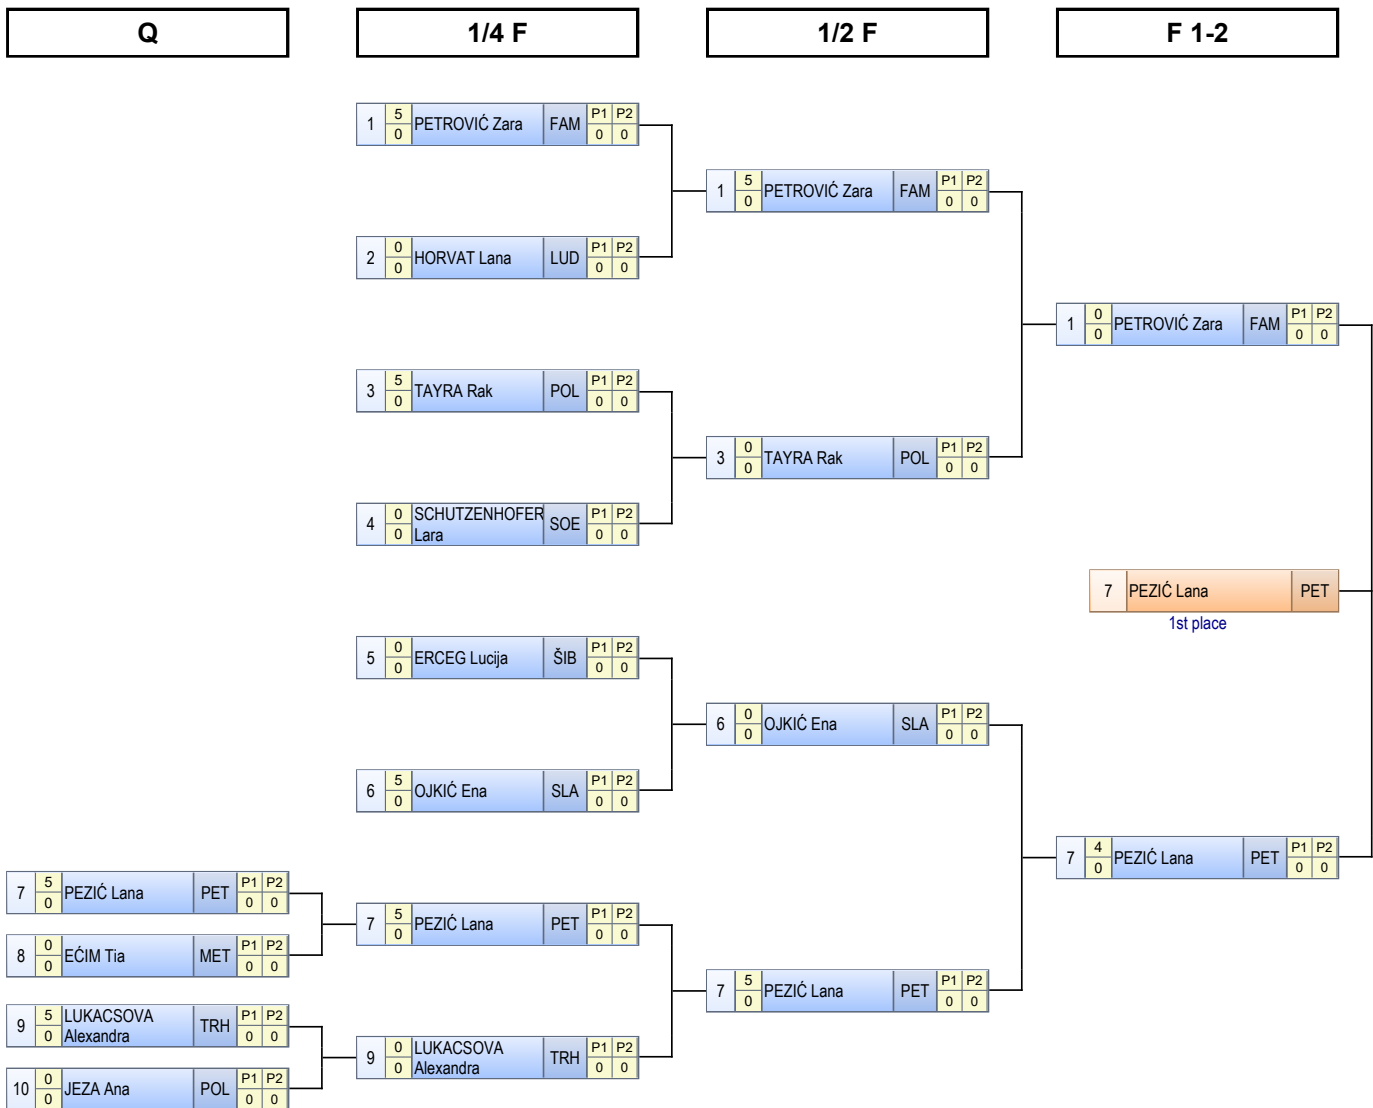 Q 1/4 F 1/2 F F 1-2
1 5 0 PETROVIĆ Zara FAM P1 P2 0 0
2 0 0 HORVAT Lana LUD P1 P2 0 0
3 5 0 TAYRA Rak POL P1 P2 0 0
4 0 0 SCHUTZENHOFER
Lara SOE P1 P2 0 0
5 0 0 ERCEG Lucija ŠIB P1 P2 0 0
6 5 0 OJKIĆ Ena SLA P1 P2 0 0
7 5 0 PEZIĆ Lana PET P1 P2 0 0
8 0 0 EĆIM Tia MET P1 P2 0 0
9 5 0 LUKACSOVA
Alexandra TRH P1 P2 0 0
10 0 0 JEZA Ana POL P1 P2 0 0
7 5 0 PEZIĆ Lana PET P1 P2 0 0
9 0 0 LUKACSOVA
Alexandra TRH P1 P2 0 0
1 5 0 PETROVIĆ Zara FAM P1 P2 0 0
3 0 0 TAYRA Rak POL P1 P2 0 0
6 0 0 OJKIĆ Ena SLA P1 P2 0 0
7 5 0 PEZIĆ Lana PET P1 P2 0 0
1 0 0 PETROVIĆ Zara FAM P1 P2 0 0
7 PEZIĆ Lana PET
1st place
7 4 0 PEZIĆ Lana PET P1 P2 0 0